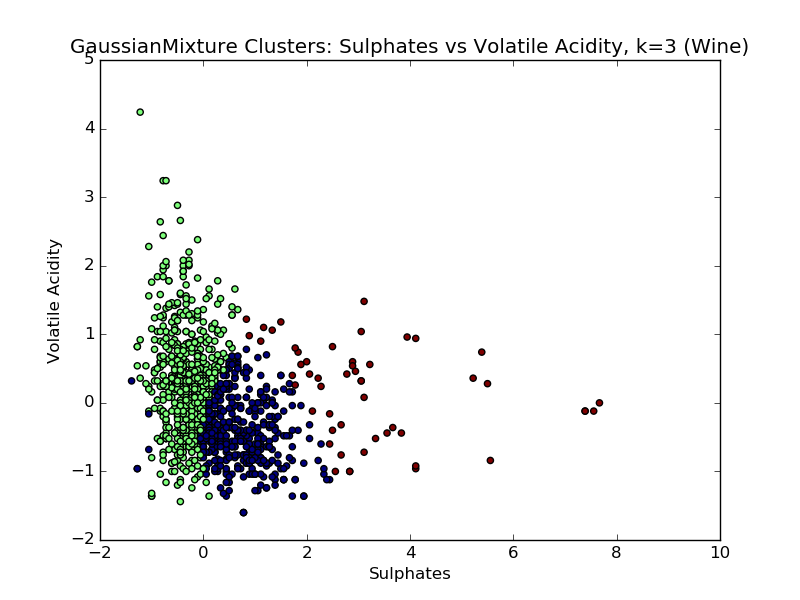 GaussianMixture Clusters: Sulphates vs Volatile Acidity, k=3 (Wine)
5
4
3
2
1
0
−1
−2
Volatile Acidity
−2 0 2 4 6 8 10
Sulphates